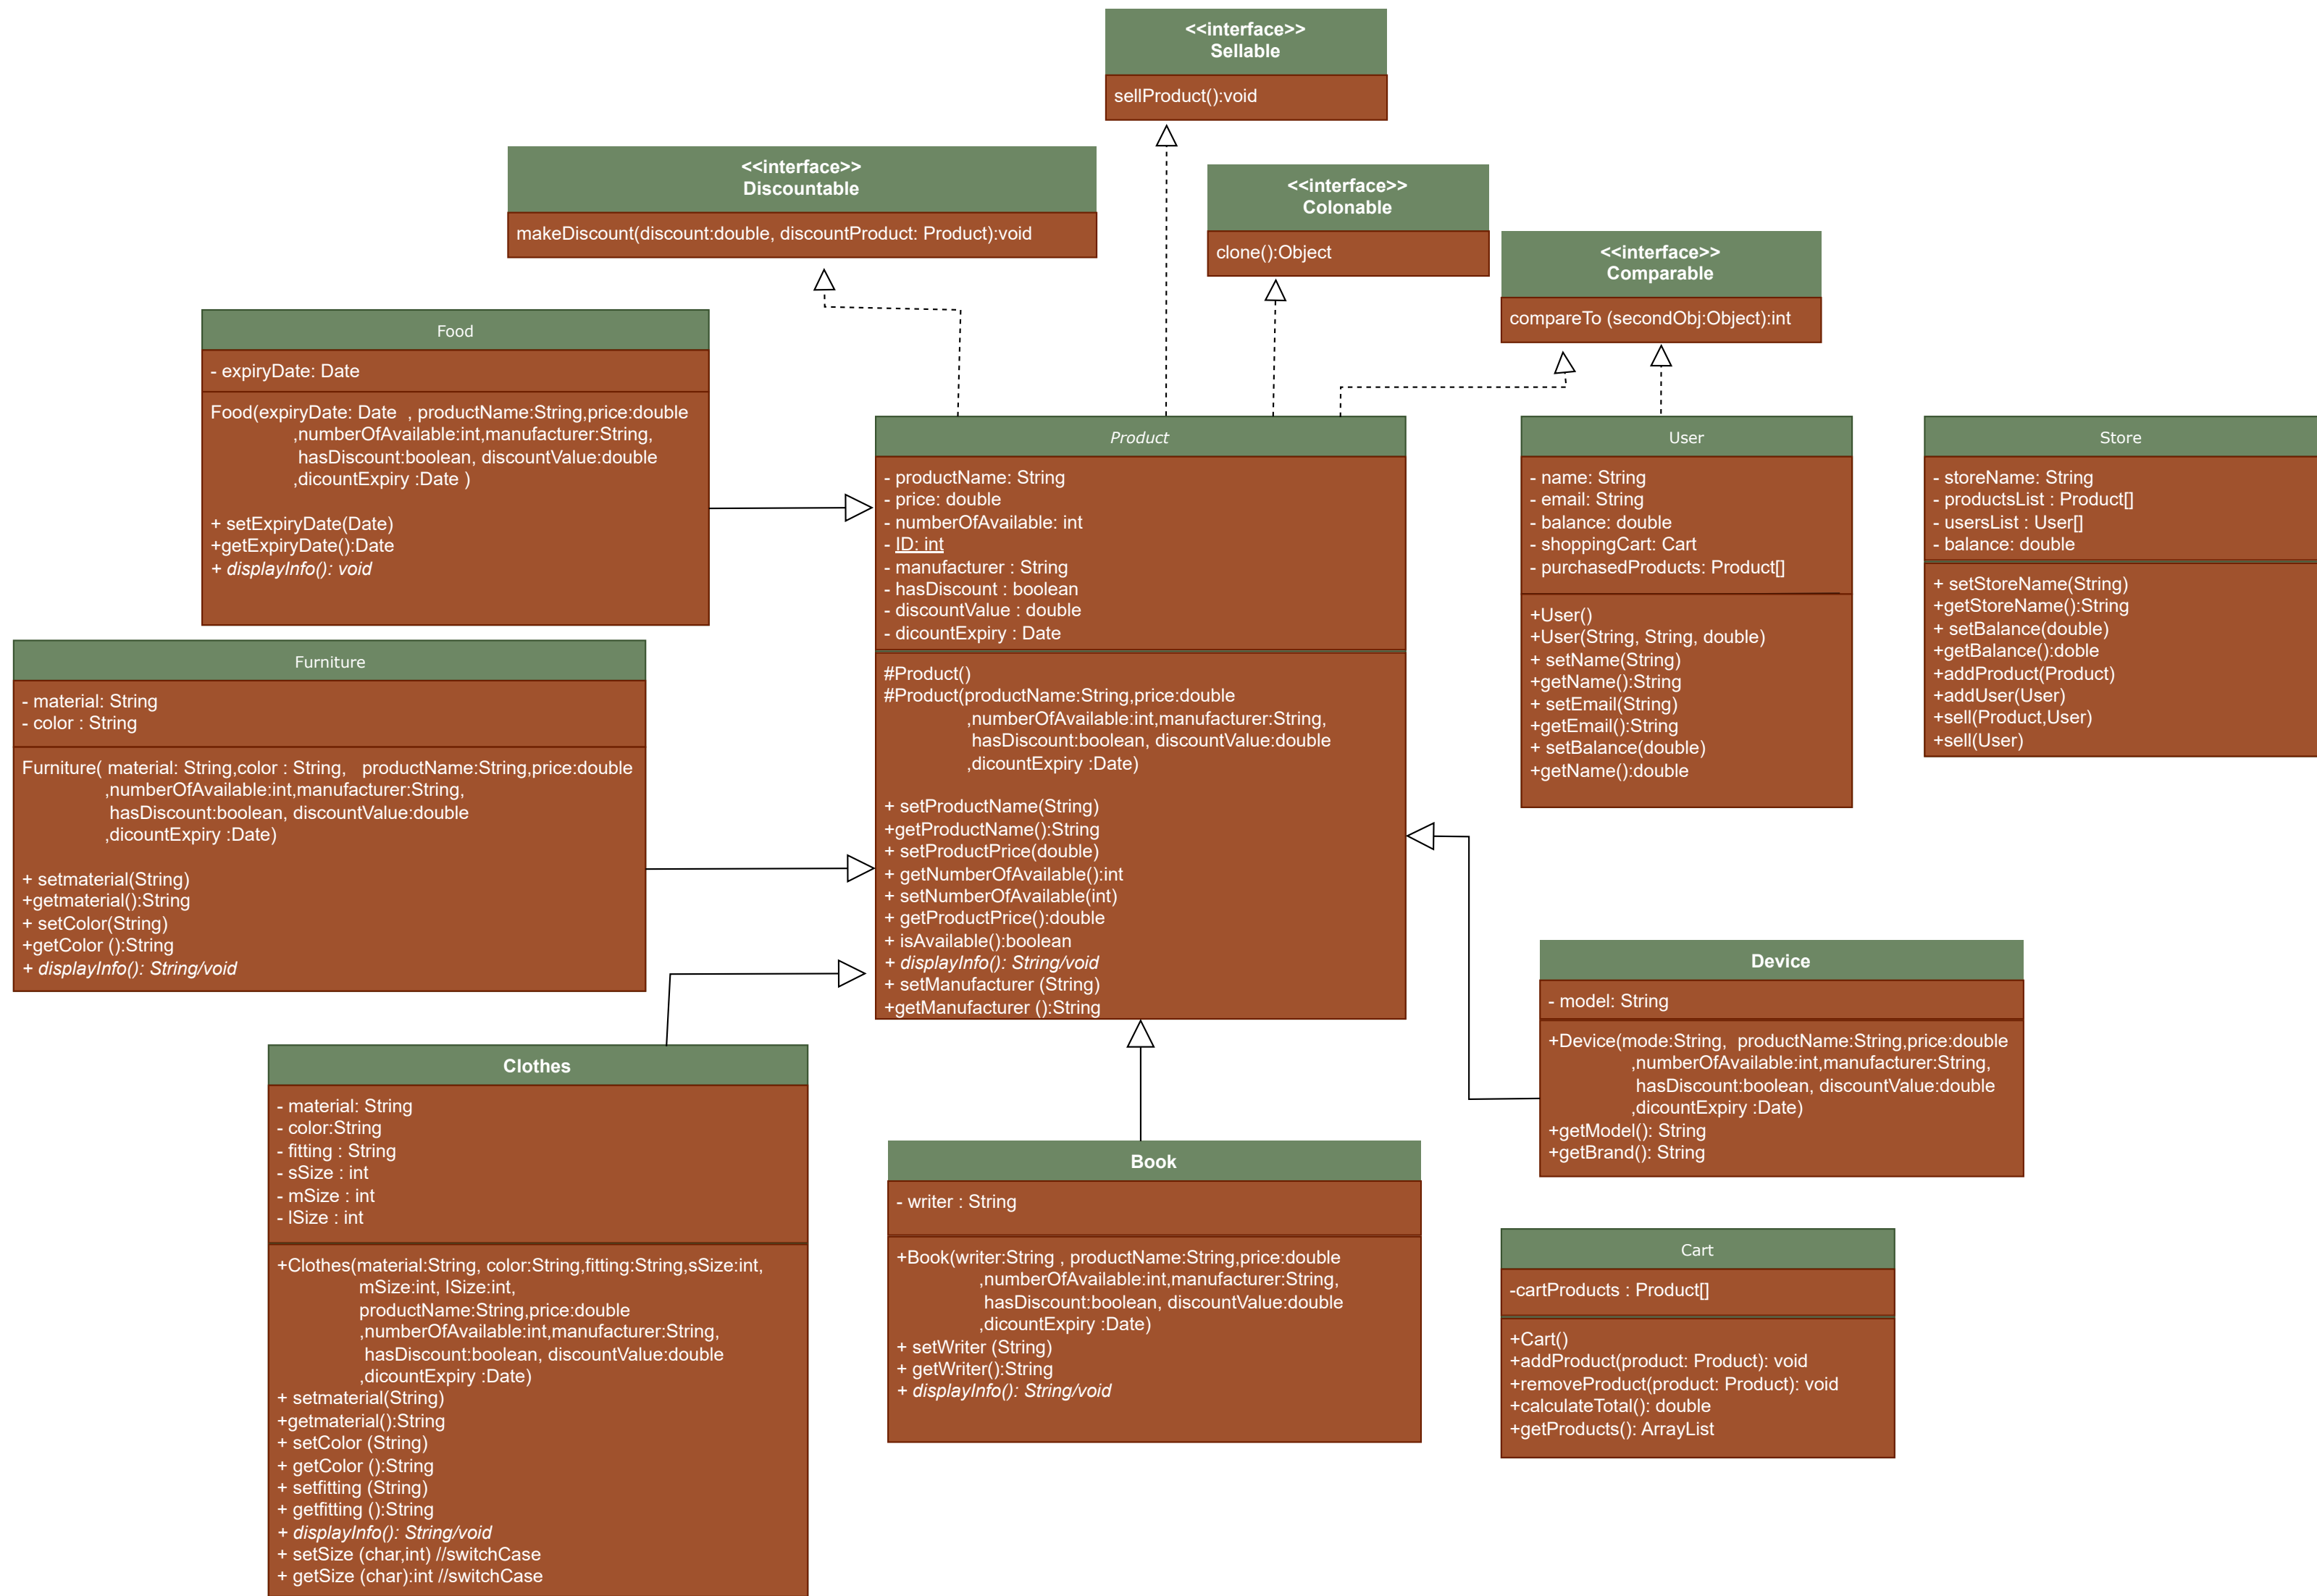 <<interface>>
Sellable
sellProduct():void
<<interface>>
Discountable
makeDiscount(discount:double, discountProduct: Product):void
<<interface>>
Colonable
clone():Object
<<interface>>
Comparable
compareTo (secondObj:Object):int
Food
- expiryDate: Date
Food(expiryDate: Date  , productName:String,price:double
,numberOfAvailable:int,manufacturer:String,
hasDiscount:boolean, discountValue:double
,dicountExpiry :Date )
+ setExpiryDate(Date)
+getExpiryDate():Date
+ displayInfo(): void
Product
- productName: String
- price: double
- numberOfAvailable: int
- ID: int
- manufacturer : String
- hasDiscount : boolean
- discountValue : double
- dicountExpiry : Date
#Product()
#Product(productName:String,price:double
,numberOfAvailable:int,manufacturer:String,
hasDiscount:boolean, discountValue:double
,dicountExpiry :Date)
+ setProductName(String)
+getProductName():String
+ setProductPrice(double)
+ getNumberOfAvailable():int
+ setNumberOfAvailable(int)
+ getProductPrice():double
+ isAvailable():boolean
+ displayInfo(): String/void
+ setManufacturer (String)
+getManufacturer ():String
User
- name: String
- email: String
- balance: double
- shoppingCart: Cart
- purchasedProducts: Product[]
+User()
+User(String, String, double)
+ setName(String)
+getName():String
+ setEmail(String)
+getEmail():String
+ setBalance(double)
+getName():double
Store
- storeName: String
- productsList : Product[]
- usersList : User[]
- balance: double
+ setStoreName(String)
+getStoreName():String
+ setBalance(double)
+getBalance():doble
+addProduct(Product)
+addUser(User)
+sell(Product,User)
+sell(User)
Furniture
- material: String
- color : String
Furniture( material: String,color : String,   productName:String,price:double
,numberOfAvailable:int,manufacturer:String,
hasDiscount:boolean, discountValue:double
,dicountExpiry :Date)
+ setmaterial(String)
+getmaterial():String
+ setColor(String)
+getColor ():String
+ displayInfo(): String/void
Device
- model: String
+Device(mode:String,  productName:String,price:double
,numberOfAvailable:int,manufacturer:String,
hasDiscount:boolean, discountValue:double
,dicountExpiry :Date)
+getModel(): String
+getBrand(): String
Clothes
- material: String
- color:String
- fitting : String
- sSize : int
- mSize : int
- lSize : int
+Clothes(material:String, color:String,fitting:String,sSize:int,
mSize:int, lSize:int,
productName:String,price:double
,numberOfAvailable:int,manufacturer:String,
hasDiscount:boolean, discountValue:double
,dicountExpiry :Date)
+ setmaterial(String)
+getmaterial():String
+ setColor (String)
+ getColor ():String
+ setfitting (String)
+ getfitting ():String
+ displayInfo(): String/void
+ setSize (char,int) //switchCase
+ getSize (char):int //switchCase
Book
- writer : String
+Book(writer:String , productName:String,price:double
,numberOfAvailable:int,manufacturer:String,
hasDiscount:boolean, discountValue:double
,dicountExpiry :Date)
+ setWriter (String)
+ getWriter():String
+ displayInfo(): String/void
Cart
-cartProducts : Product[]
+Cart()
+addProduct(product: Product): void
+removeProduct(product: Product): void
+calculateTotal(): double
+getProducts(): ArrayList